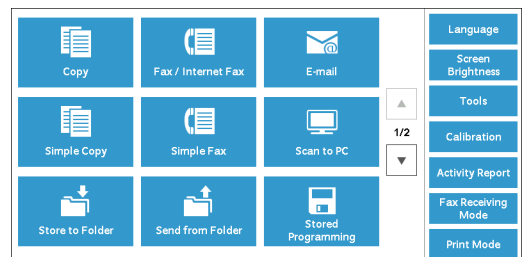 Copy
Fax / Internet Fax
E-mail
Simple Copy
Simple Fax
Scan to PC
Store to Folder
Send from Folder
Stored
Programming
1/2
Language
Screen
Brightness
Tools
Calibration
Activity Report
Fax Receiving
Mode
Print Mode